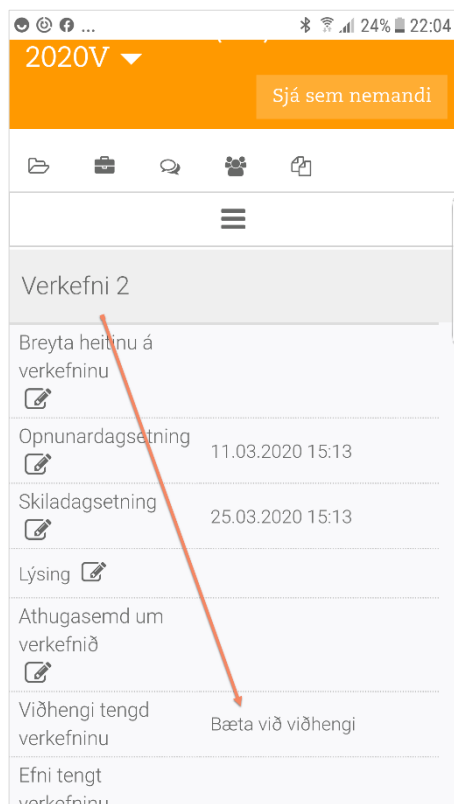 24% 22:04
2020V
Sjá sem nemandi
Verkefni 2
Breyta heitinu á
verkefninu
Opnunardagsetning
11.03.2020 15:13
Skiladagsetning
25.03.2020 15:13
Lýsing
Athugasemd um
verkefnið
Viðhengi tengd
verkefninu
Bæta við viðhengi
Efni tengt
verkefninu